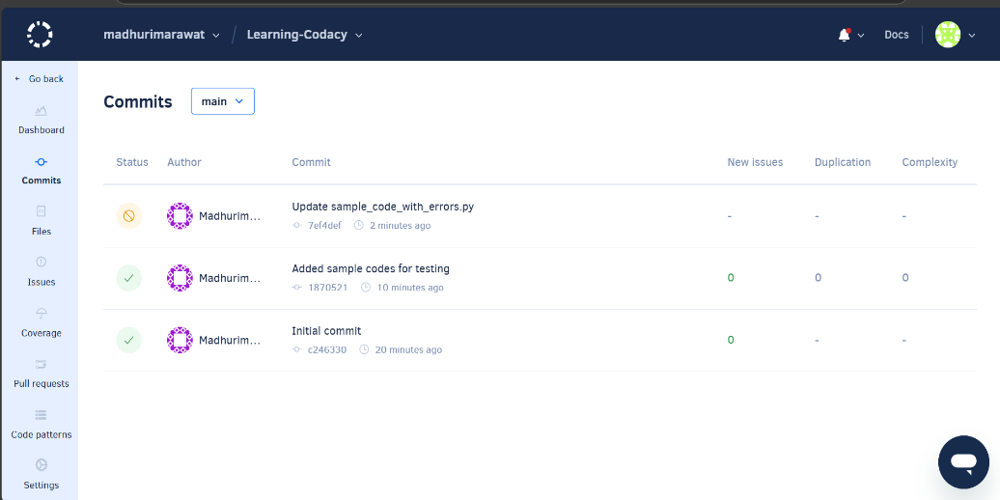 madhurimarawat / Learning-Codacy
Docs
Go back
Dashboard
Commits
Files
Issues
Coverage
Pull requests
Code patterns
Settings
Commits main
Status Author Commit New issues Duplication Complexity
Madhurim... Update sample_code_with_errors.py - - -
7ef4def 2 minutes ago
Madhurim... Added sample codes for testing 0 0 0
1870521 10 minutes ago
Madhurim... Initial commit 0 - -
c246330 20 minutes ago